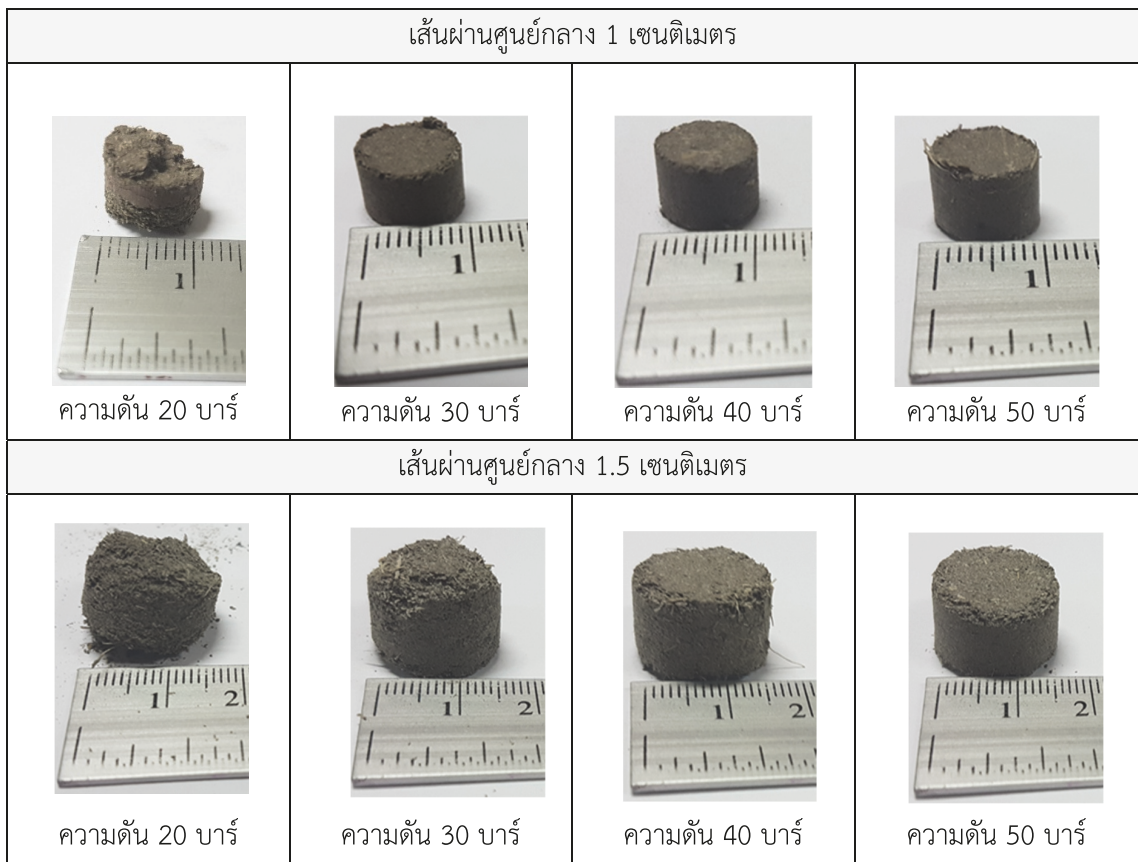 เส้นผ่านศูนย์กลาง 1 เซนติเมตร
1 1 1 1
ความดัน 20 บาร์ ความดัน 30 บาร์ ความดัน 40 บาร์ ความดัน 50 บาร์
เส้นผ่านศูนย์กลาง 1.5 เซนติเมตร
1 2 1 2 1 2 1 2
ความดัน 20 บาร์ ความดัน 30 บาร์ ความดัน 40 บาร์ ความดัน 50 บาร์